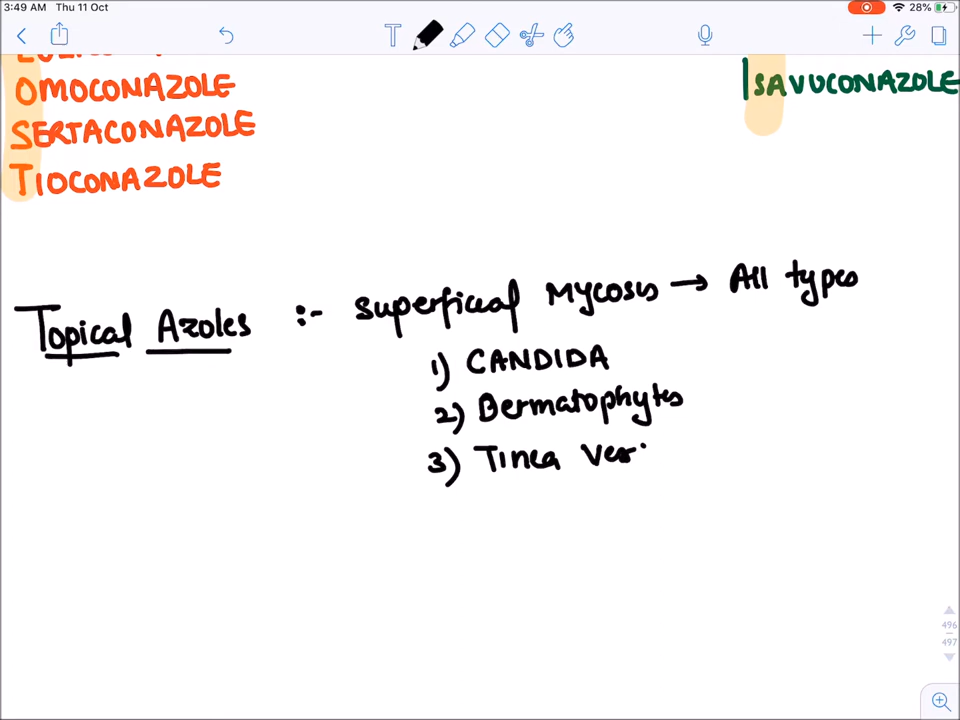 3:49 AM Thu 11 Oct
28%
OMOCONAZOLE
SERTACONAZOLE
TIOCONAZOLE
ISAVUCONAZOLE
Topical Azoles :- Superficial Mycosis → All types
1) CANDIDA
2) Dermatophytes
3) Tinea Ver
496
497